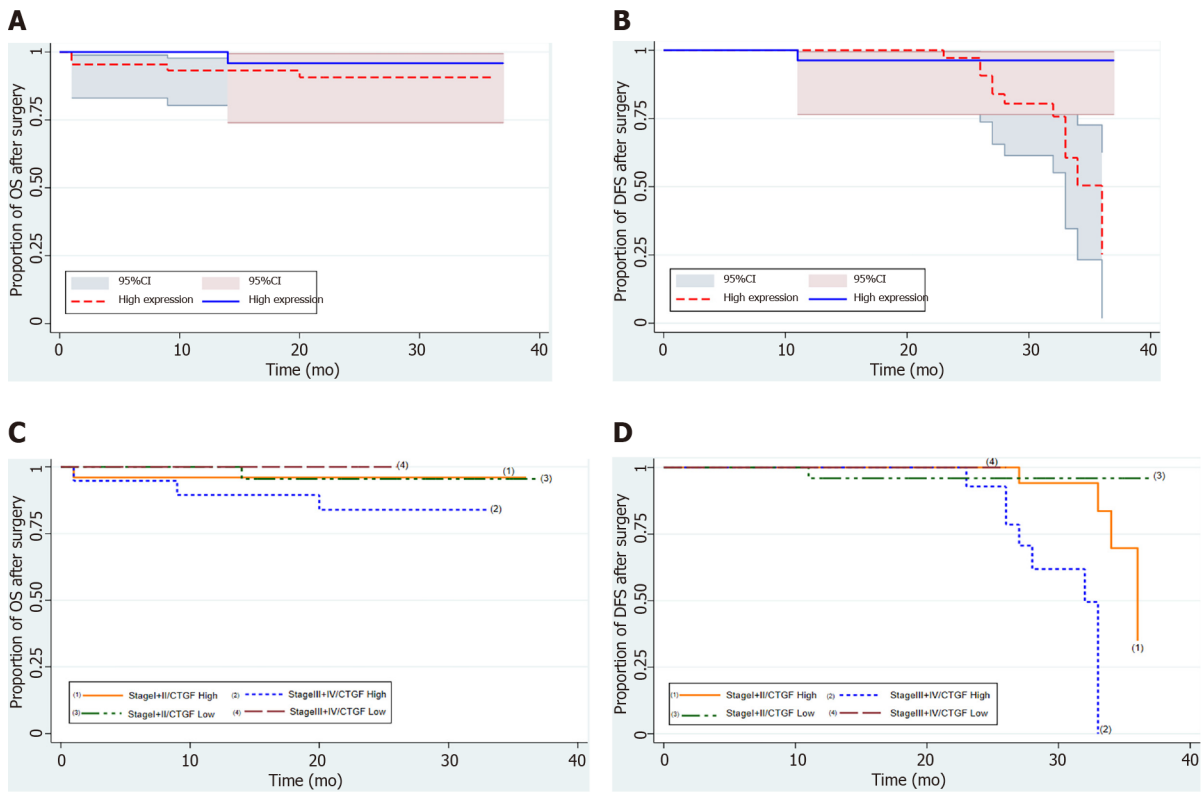 A
Proportion of OS after surgery
1
0.75
0.50
0.25
0
95%CI 95%CI
High expression High expression
0 10 20 30 40
Time (mo)
B
Proportion of DFS after surgery
1
0.75
0.50
0.25
0
95%CI 95%CI
High expression High expression
0 10 20 30 40
Time (mo)
C
Proportion of OS after surgery
1
0.75
0.50
0.25
0
(4)
(1)
(3)
(2)
(1) StageI+II/CTGF High (2) StageIII+IV/CTGF High
(3) StageI+II/CTGF Low (4) StageIII+IV/CTGF Low
0 10 20 30 40
Time (mo)
D
Proportion of DFS after surgery
1
0.75
0.50
0.25
0
(4)
(3)
(1)
(2)
(1) StageI+II/CTGF High (2) StageIII+IV/CTGF High
(3) StageI+II/CTGF Low (4) StageIII+IV/CTGF Low
0 10 20 30 40
Time (mo)